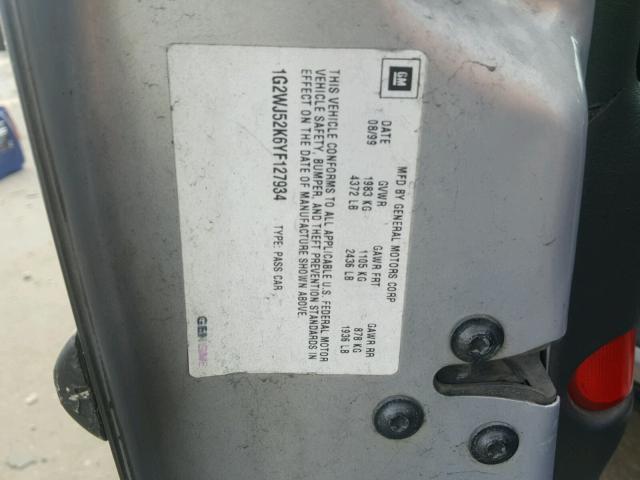 GM
MFD BY GENERAL MOTORS CORP
DATE GVWR GAWR FRT GAWR RR
08/99 1983 KG 1105 KG 878 KG
4372 LB 2436 LB 1936 LB
THIS VEHICLE CONFORMS TO ALL APPLICABLE U.S. FEDERAL MOTOR
VEHICLE SAFETY, BUMPER, AND THEFT PREVENTION STANDARDS IN
EFFECT ON THE DATE OF MANUFACTURE SHOWN ABOVE.
1G2WJ52K6YF127934 TYPE: PASS CAR